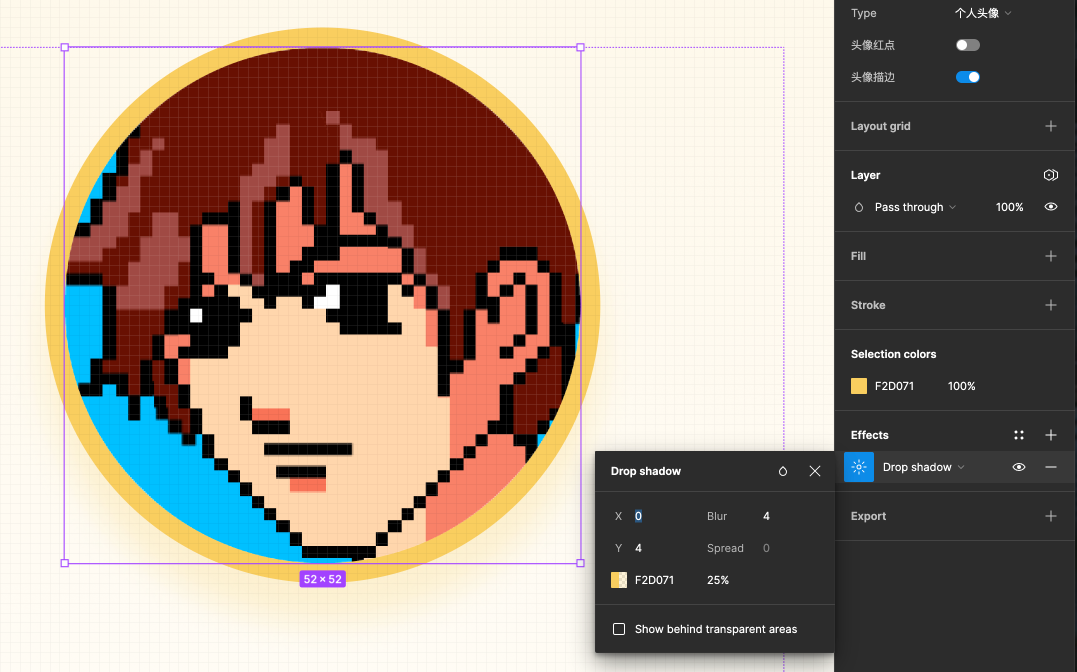 Type 个人头像
头像红点
头像描边
Layout grid
Layer
Pass through 100%
Fill
Stroke
Selection colors
F2D071 100%
Effects
Drop shadow
Export
Drop shadow
X 0 Blur 4
Y 4 Spread 0
F2D071 25%
Show behind transparent areas
52 × 52